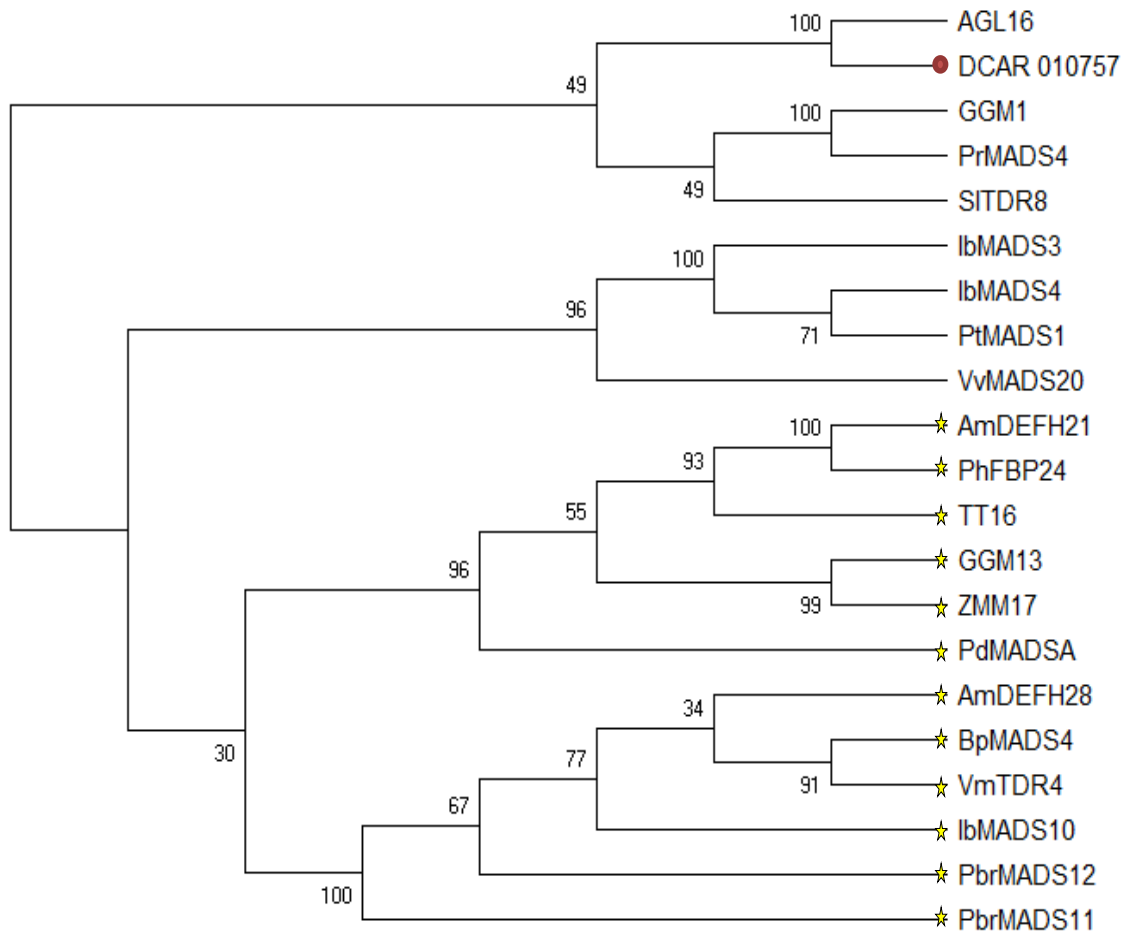 100
AGL16
DCAR 010757
49
100
GGM1
PrMADS4
49
SlTDR8
100
IbMADS3
96
IbMADS4
71
PtMADS1
VvMADS20
100
AmDEFH21
93
PhFBP24
55
TT16
96
GGM13
99
ZMM17
PdMADSA
30
34
AmDEFH28
77
BpMADS4
91
VmTDR4
67
IbMADS10
PbrMADS12
100
PbrMADS11